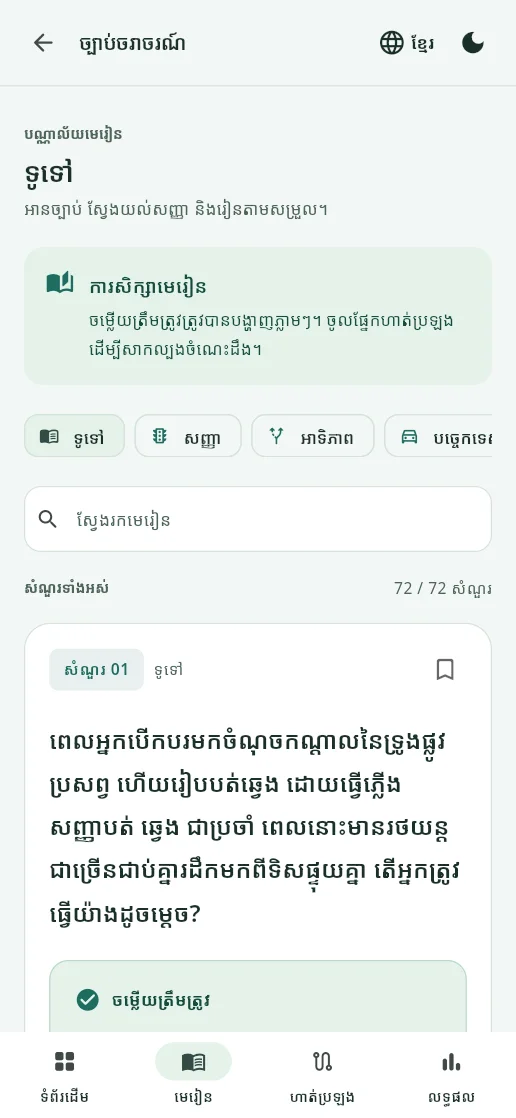 ច្បាប់ចរាចរណ៍
ខ្មែរ
បណ្ណាល័យមេរៀន
ទូទៅ
អានច្បាប់ ស្វែងយល់សញ្ញា និងរៀនតាមសម្រួល។
ការសិក្សាមេរៀន
ចម្លើយត្រឹមត្រូវត្រូវបានបង្ហាញភ្លាមៗ។ ចូលផ្នែកហាត់ប្រឡង
ដើម្បីសាកល្បងចំណេះដឹង។
ទូទៅ
សញ្ញា
អាទិភាព
ស្វែងរកមេរៀន
សំណួរទាំងអស់
72 / 72 សំណួរ
សំណួរ 01
ទូទៅ
ពេលអ្នកបើកបរមកចំណុចកណ្តាលនៃទ្រូងផ្លូវ
ប្រសព្វ ហើយរៀបបត់ឆ្វេង ដោយធ្វើភ្លើង
សញ្ញាបត់ ឆ្វេង ជាប្រចាំ ពេលនោះមានរថយន្ត
ជាច្រើនជាប់គ្នារដឹកមកពីទិសផ្ទុយគ្នា តើអ្នកត្រូវ
ធ្វើយ៉ាងដូចម្តេច?
ចម្លើយត្រឹមត្រូវ
ទំព័រដើម
មេរៀន
ហាត់ប្រឡង
លទ្ធផល